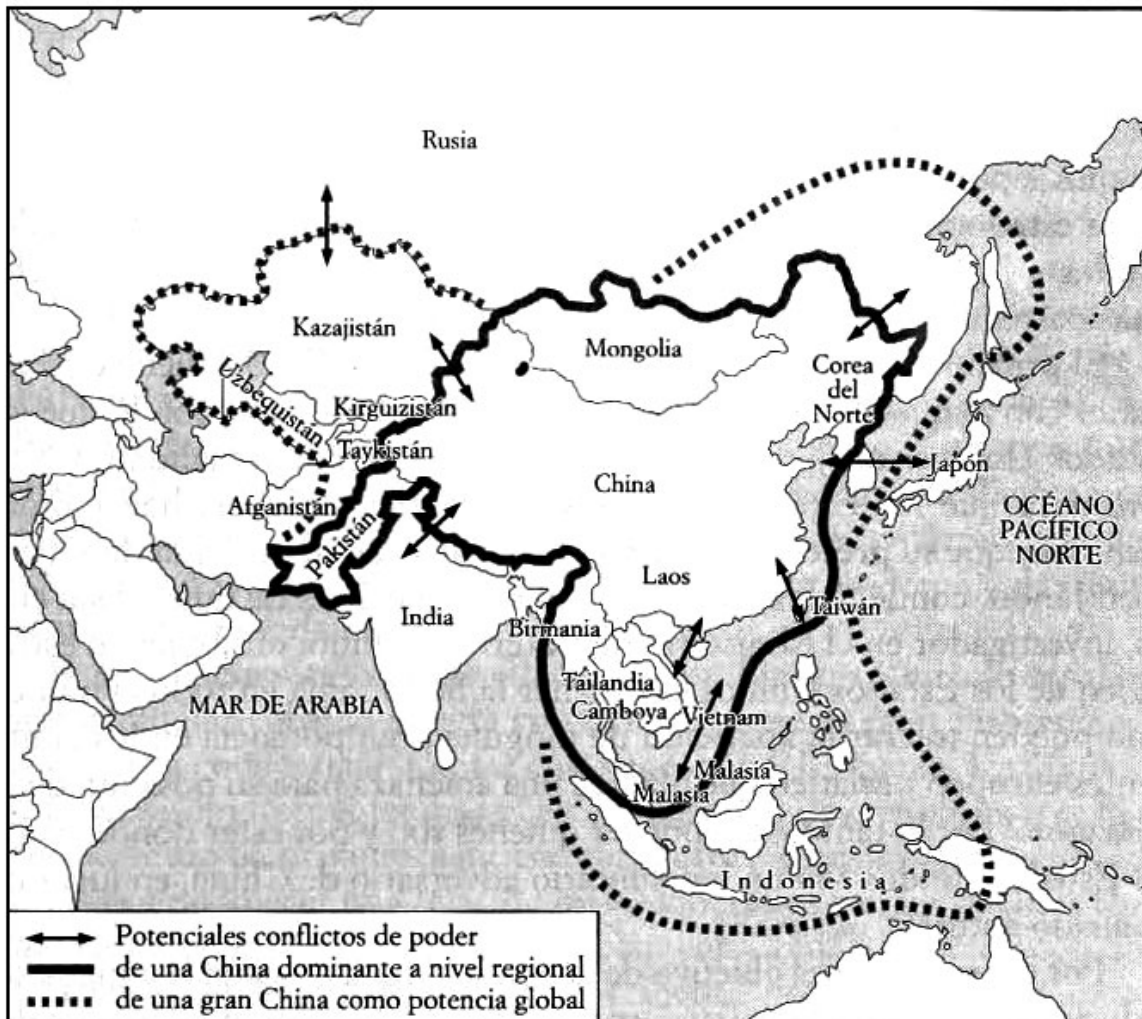 Rusia
Kazajistán
Mongolia
Uzbequistán
Kirguizistán
Corea
del
Norte
Taykistán
Japón
China
Afganistán
Pakistán
OCÉANO
PACÍFICO
NORTE
Laos
India
Taiwán
Birmania
MAR DE ARABIA
Tailandia
Camboya
Vietnam
Malasia
Malasia
Indonesia
Potenciales conflictos de poder
de una China dominante a nivel regional
de una gran China como potencia global